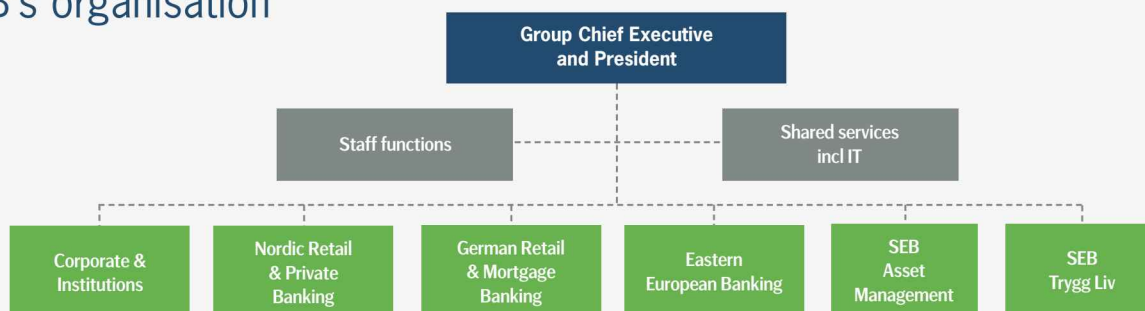 's organisation
Group Chief Executive
and President
Staff functions
Shared services
incl IT
Corporate &
Institutions
Nordic Retail
& Private
Banking
German Retail
& Mortgage
Banking
Eastern
European Banking
SEB
Asset
Management
SEB
Trygg Liv